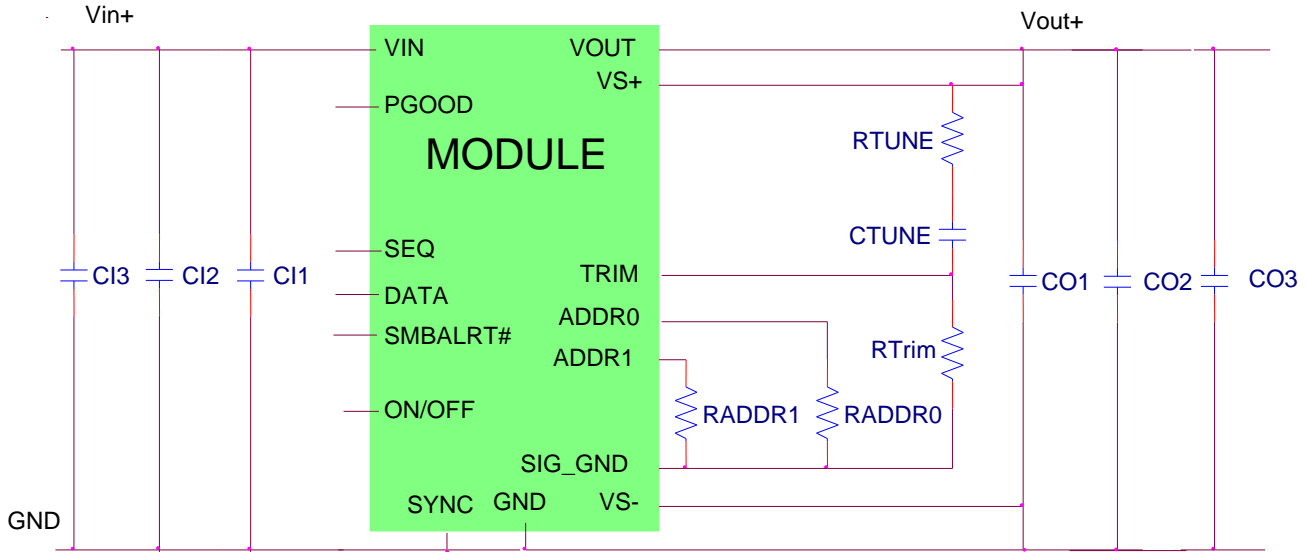 Vin+
Vout+
VIN
VOUT
VS+
PGOOD
MODULE
RTUNE
CTUNE
SEQ
TRIM
CI3
CI2
CI1
CO1
CO2
CO3
DATA
ADDR0
SMBALRT#
ADDR1
RTrim
ON/OFF
RADDR1
RADDR0
SIG_GND
SYNC
GND
VS-
GND